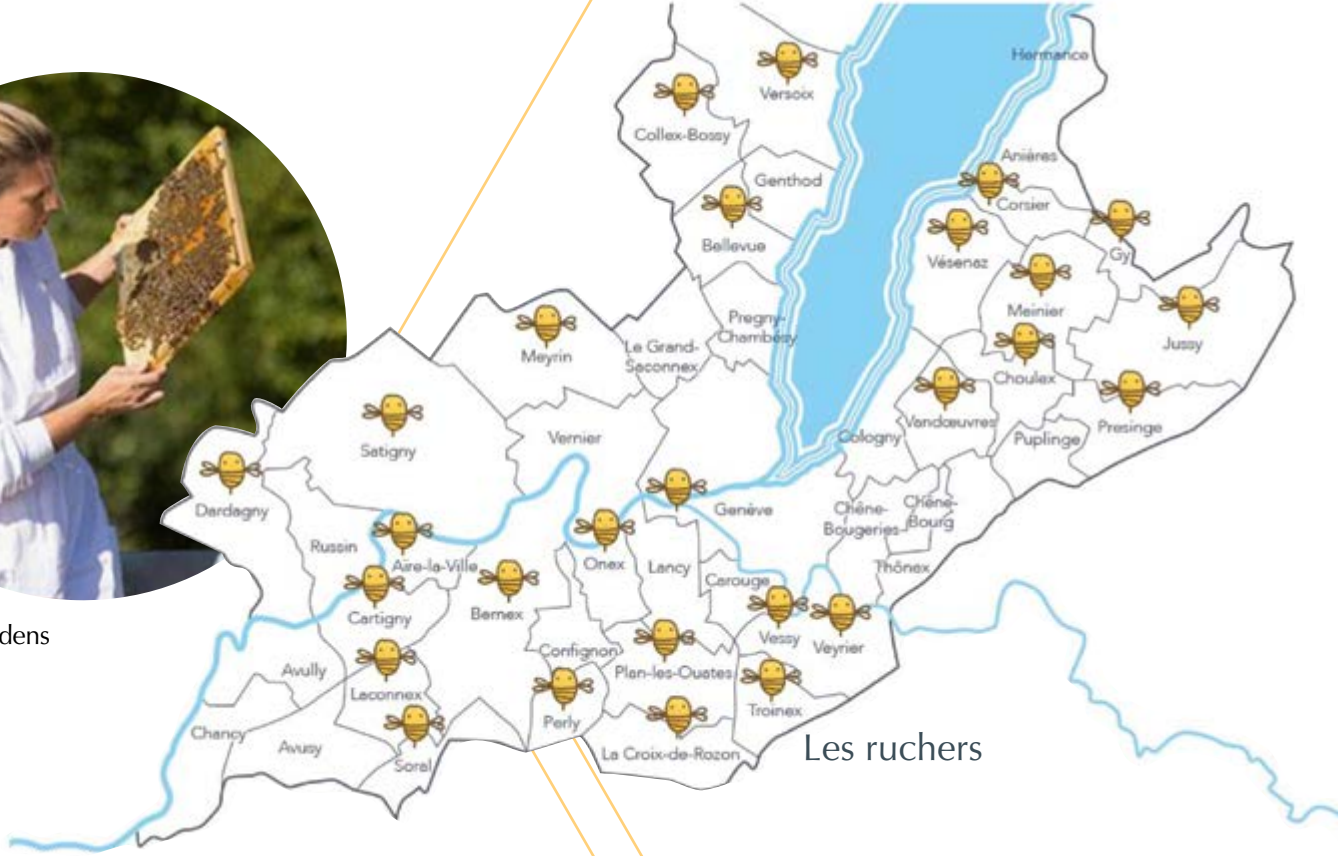 Hermance
Versoix
Collex-Bossy
Anières
Genthod
Corsier
Bellevue
Gy
Vésenaz
Meinier
Pregny-
Chambésy
Jussy
Meyrin
Le Grand-
Saconnex
Choulex
Vandœuvres
Presinge
Satigny
Vernier
Cologny
Puplinge
Dardagny
Genève
Chêne-
Bougeries
Chêne-
Bourg
Russin
Aïre-la-Ville
Onex
Lancy
Thônex
Carouge
Cartigny
Bernex
dens
Vessy
Veyrier
Confignon
Avully
Plan-les-Ouates
Laconnex
Troinex
Perly
Chancy
Avusy
La Croix-de-Rozon
Les ruchers
Soral